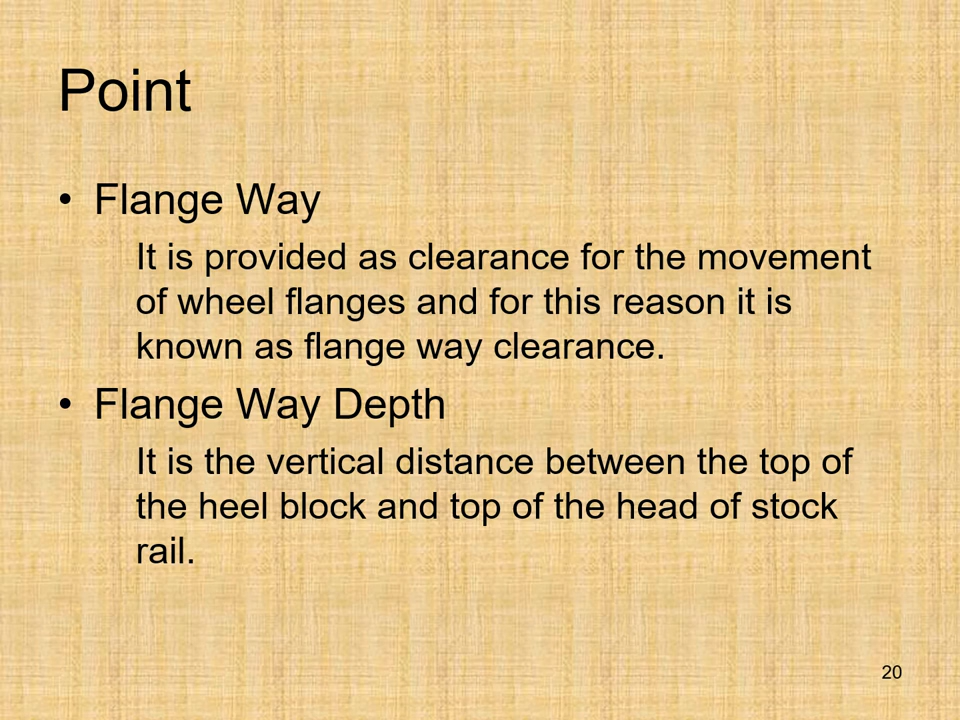 Point
• Flange Way
It is provided as clearance for the movement
of wheel flanges and for this reason it is
known as flange way clearance.
• Flange Way Depth
It is the vertical distance between the top of
the heel block and top of the head of stock
rail.
20